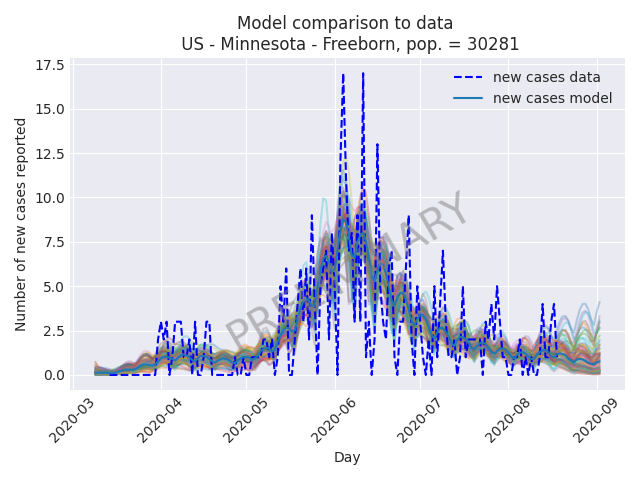 Model comparison to data
US - Minnesota - Freeborn, pop. = 30281
17.5
15.0
12.5
10.0
7.5
5.0
2.5
0.0
Number of new cases reported
new cases data
new cases model
PRELIMINARY
2020-03
2020-04
2020-05
2020-06
2020-07
2020-08
2020-09
Day